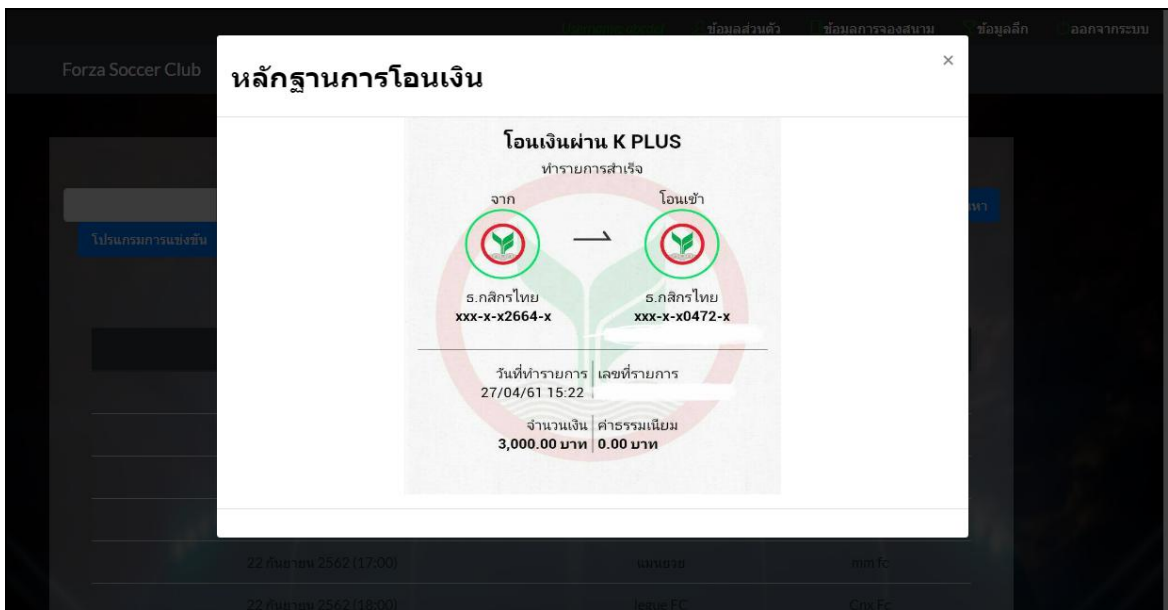 ข้อมูลส่วนตัว ข้อมูลการจองสนาม ข้อมูลลีก ออกจากระบบ
Forza Soccer Club
หลักฐานการโอนเงิน ×
โอนเงินผ่าน K PLUS
ทำรายการสำเร็จ
จาก โอนเข้า
ธ.กสิกรไทย ธ.กสิกรไทย
xxx-x-x2664-x xxx-x-x0472-x
วันที่ทำรายการ เลขที่รายการ
27/04/61 15:22
จำนวนเงิน ค่าธรรมเนียม
3,000.00 บาท 0.00 บาท
โปรแกรมการแข่งขัน
22 กันยายน 2562 (17:00) mm fc
22 กันยายน 2562 (18:00) Cnx Fc